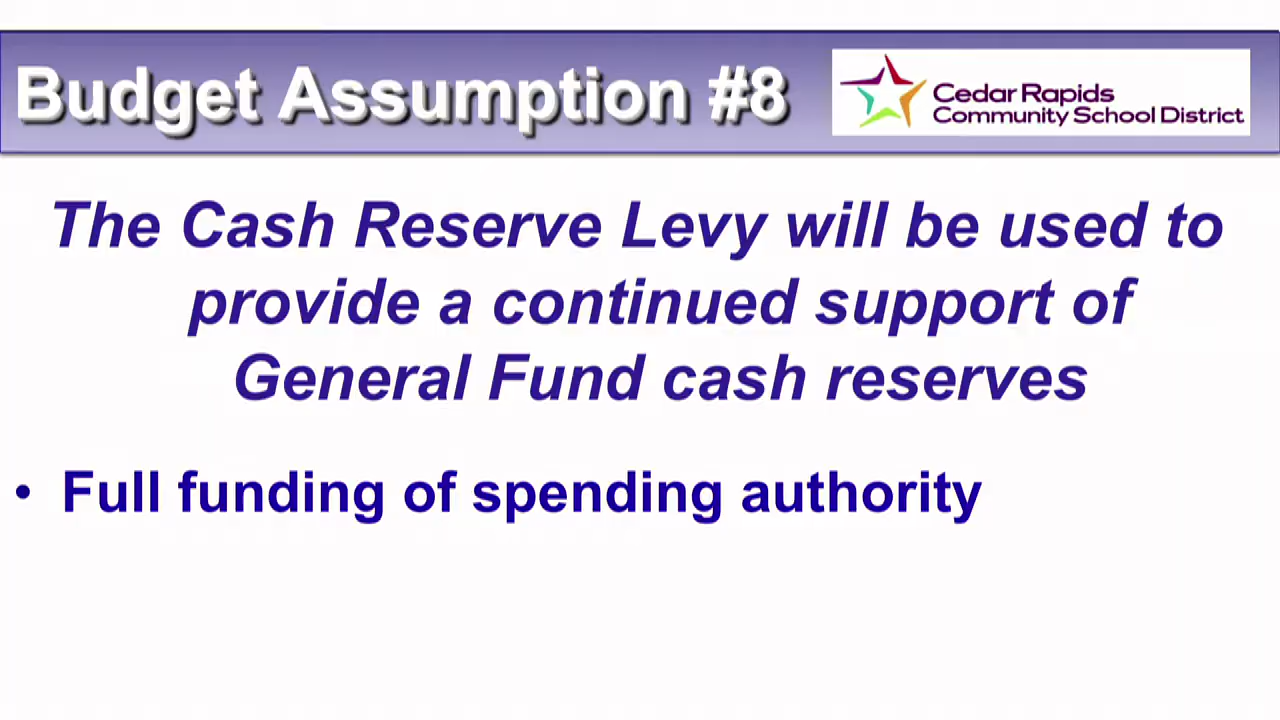 Budget Assumption #8
Cedar Rapids
Community School District
The Cash Reserve Levy will be used to
provide a continued support of
General Fund cash reserves
• Full funding of spending authority